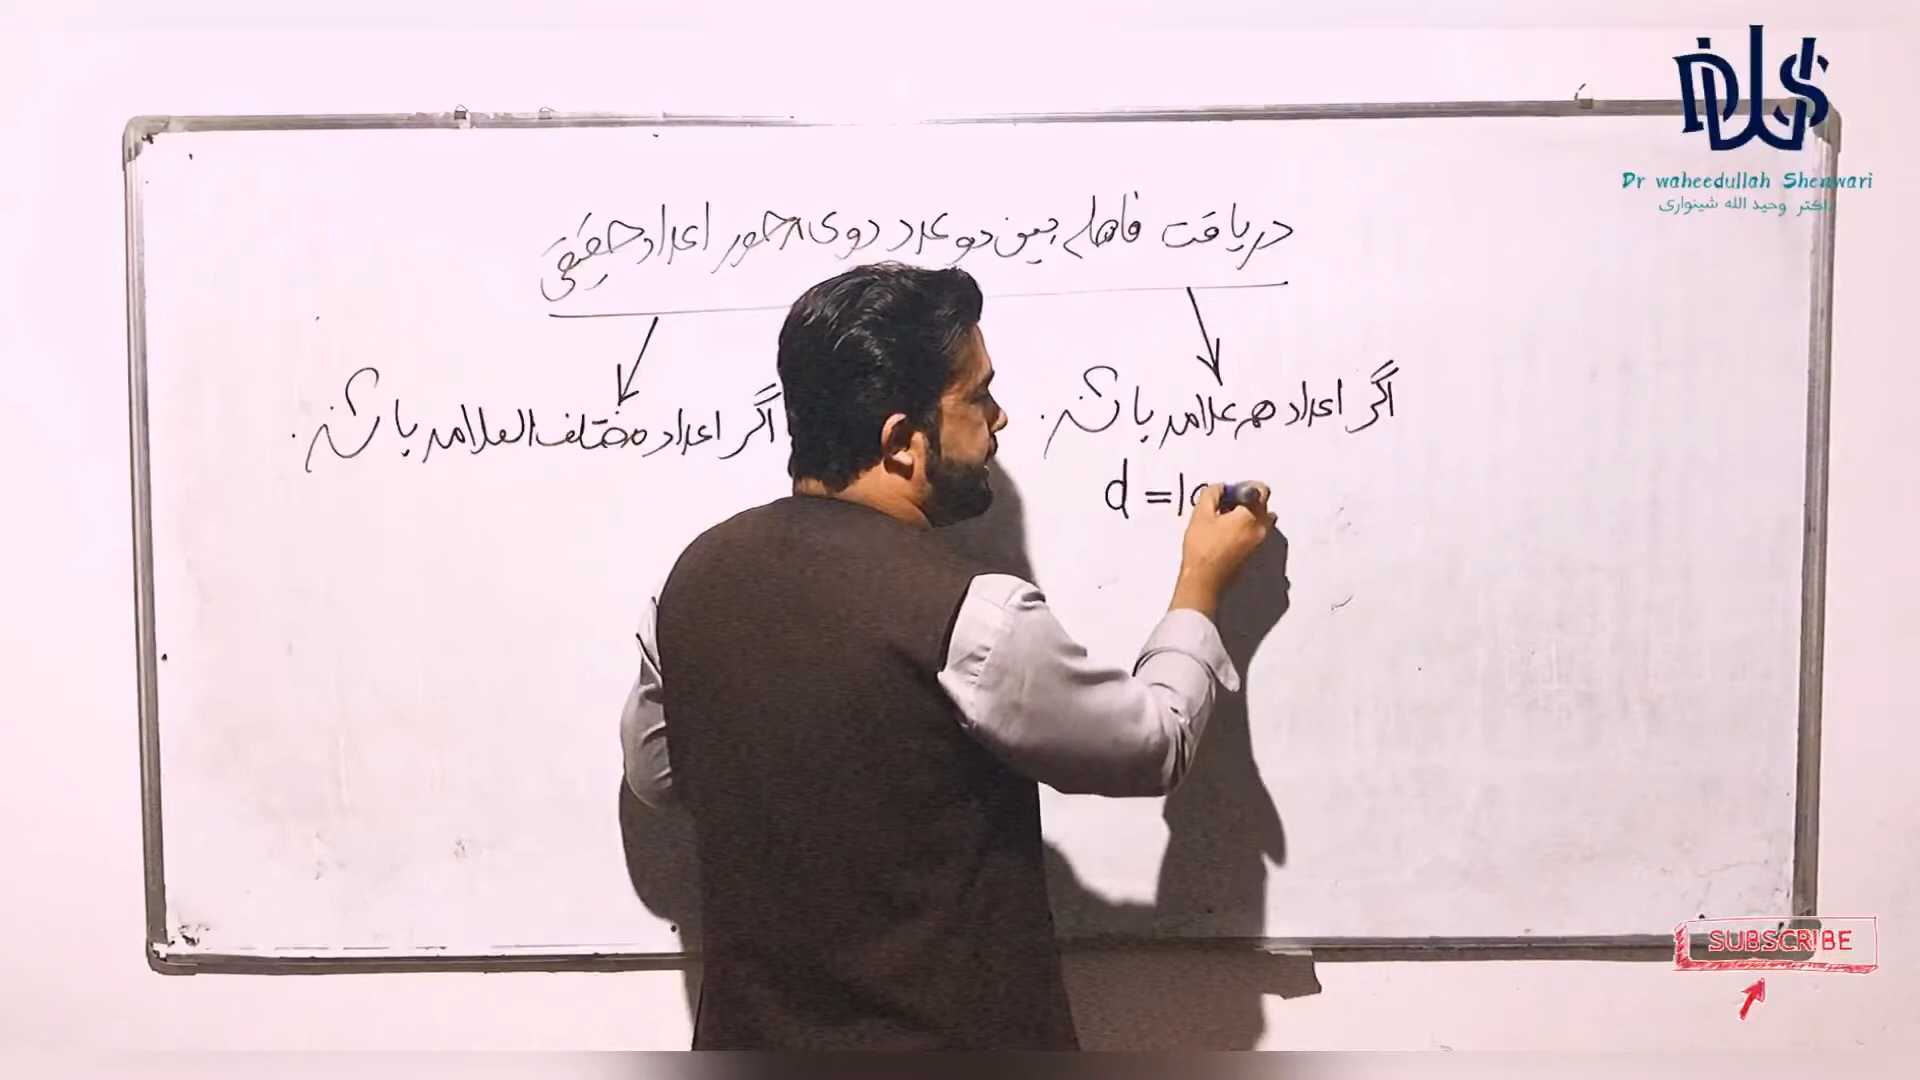 Dr waheedullah Shenwari
داکتر وحید الله شینواری
دریافت فاصله بین دو عدد روی محور اعداد حقیقی
اگر اعداد هم علامه باشند.
اگر اعداد مختلف العلامه باشند.
d = |a
SUBSCRIBE